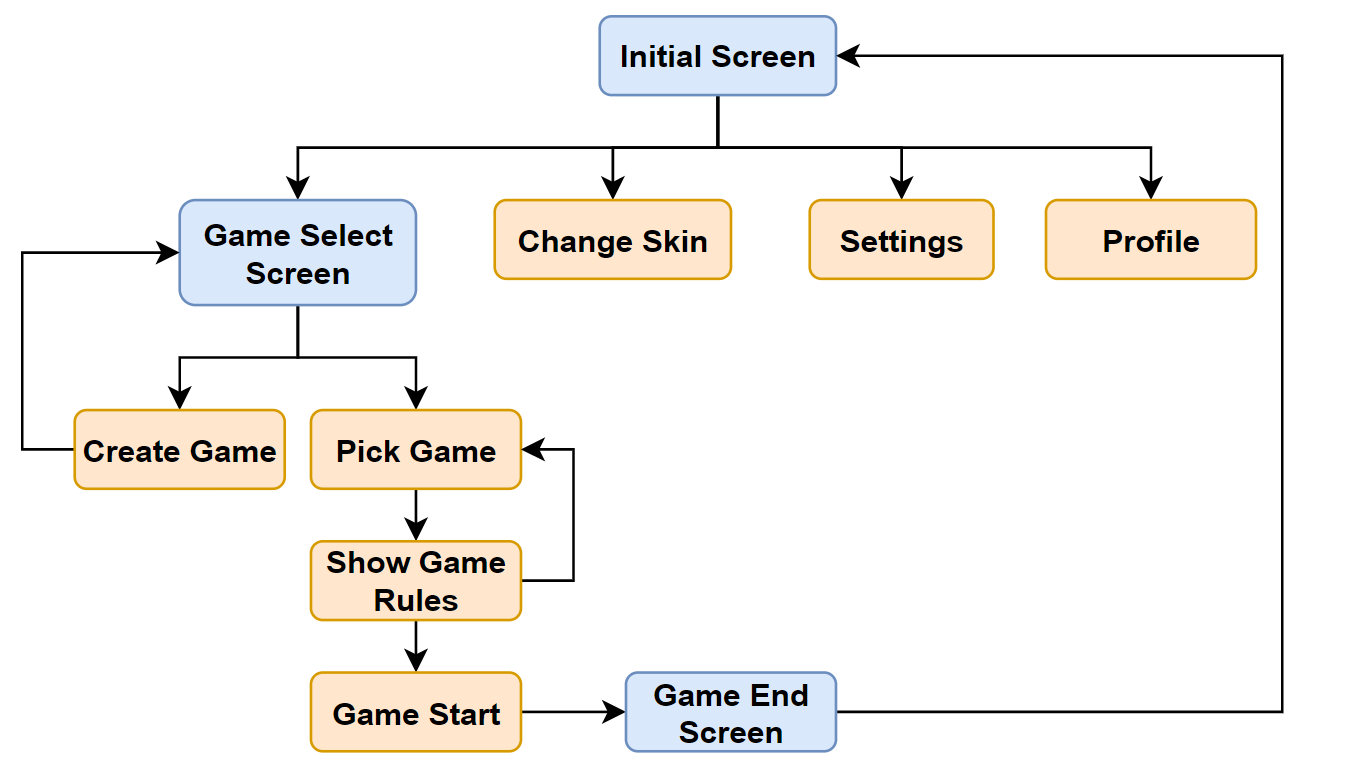 Initial Screen
Game Select
Screen
Change Skin
Settings
Profile
Create Game
Pick Game
Show Game
Rules
Game Start
Game End
Screen